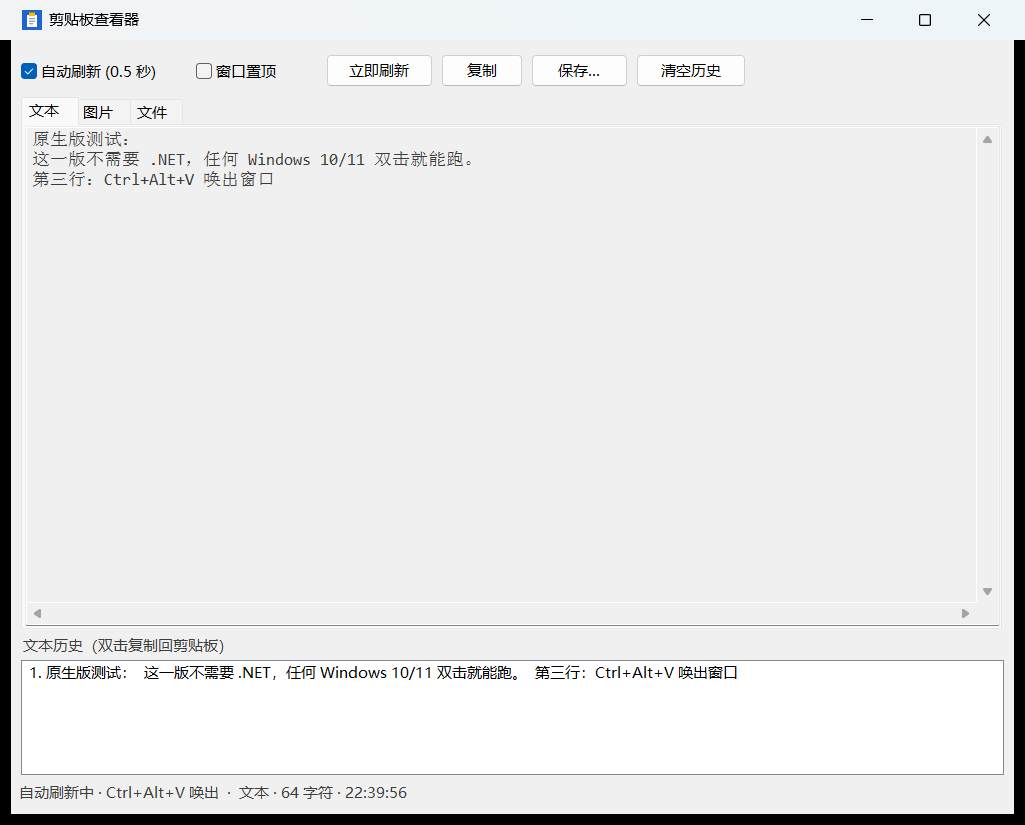 剪贴板查看器
自动刷新 (0.5 秒) 窗口置顶 立即刷新 复制 保存... 清空历史
文本 图片 文件
原生版测试：
这一版不需要 .NET，任何 Windows 10/11 双击就能跑。
第三行：Ctrl+Alt+V 唤出窗口
文本历史（双击复制回剪贴板）
1. 原生版测试： 这一版不需要 .NET，任何 Windows 10/11 双击就能跑。 第三行：Ctrl+Alt+V 唤出窗口
自动刷新中 · Ctrl+Alt+V 唤出 · 文本 · 64 字符 · 22:39:56